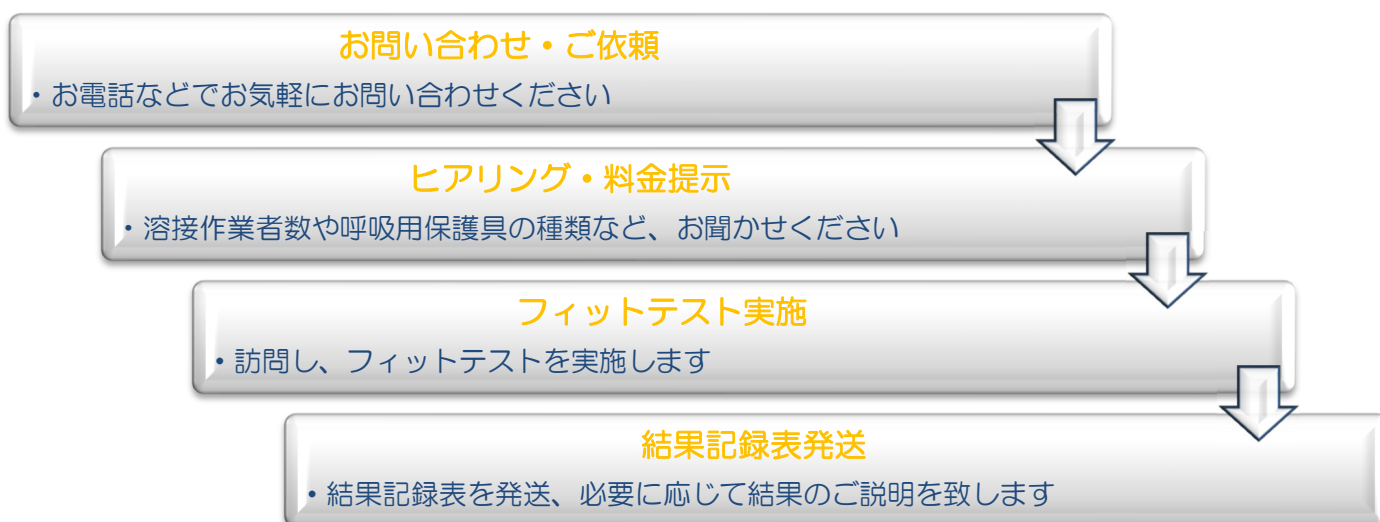 お問い合わせ・ご依頼
・お電話などでお気軽にお問い合わせください
ヒアリング・料金提示
・溶接作業者数や呼吸用保護具の種類など、お聞かせください
フィットテスト実施
・訪問し、フィットテストを実施します
結果記録表発送
・結果記録表を発送、必要に応じて結果のご説明を致します